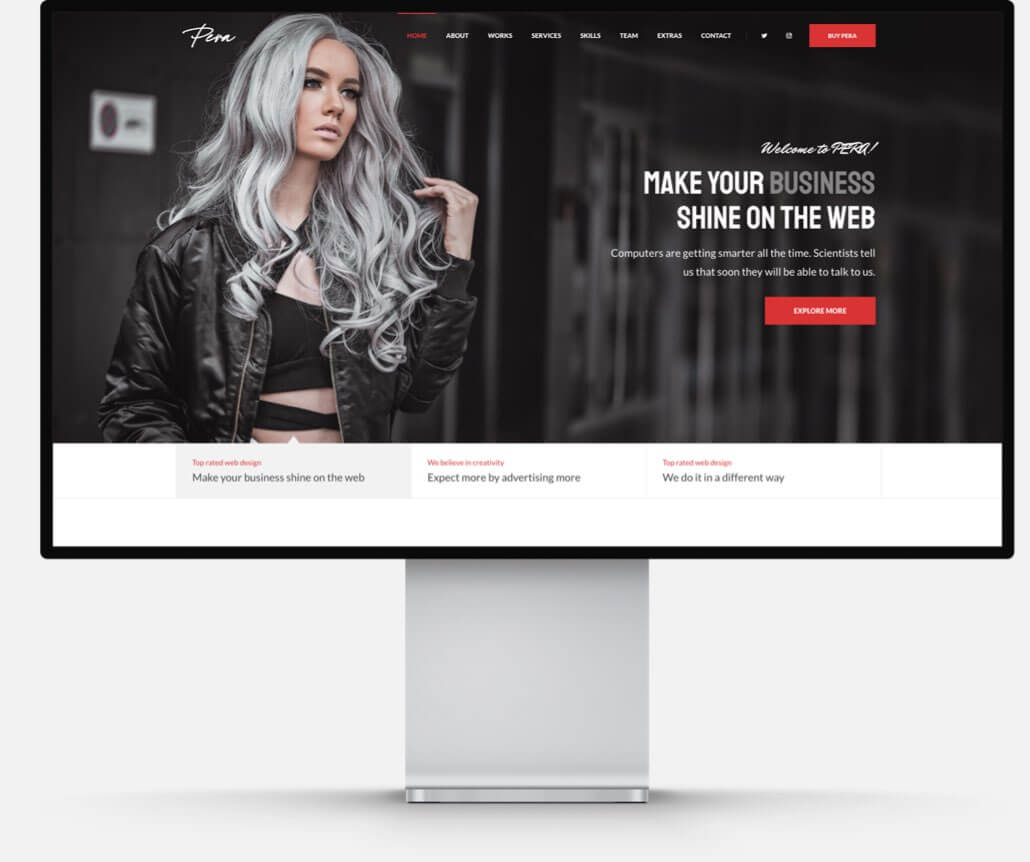 Pera
HOME ABOUT WORKS SERVICES SKILLS TEAM EXTRAS CONTACT BUY PERA
Welcome to PERA!
MAKE YOUR BUSINESS
SHINE ON THE WEB
Computers are getting smarter all the time. Scientists tell
us that soon they will be able to talk to us.
EXPLORE MORE
Top rated web design
Make your business shine on the web
We believe in creativity
Expect more by advertising more
Top rated web design
We do it in a different way